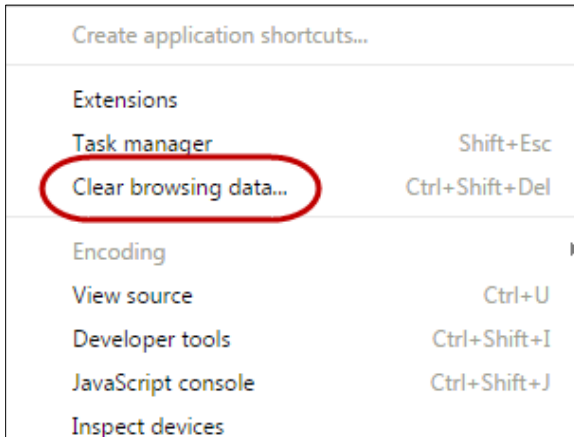 Create application shortcuts...
Extensions
Task manager Shift+Esc
Clear browsing data... Ctrl+Shift+Del
Encoding
View source Ctrl+U
Developer tools Ctrl+Shift+I
JavaScript console Ctrl+Shift+J
Inspect devices